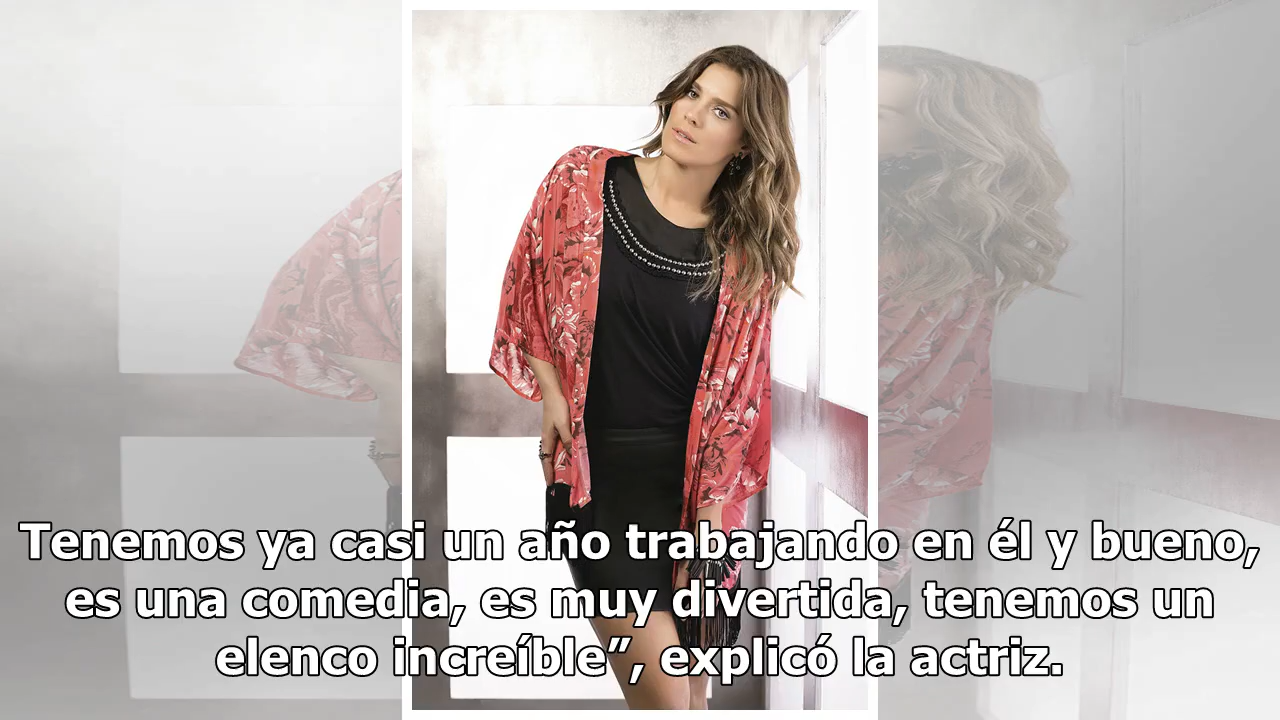 Tenemos ya casi un año trabajando en él y bueno,
es una comedia, es muy divertida, tenemos un
elenco increíble”, explicó la actriz.